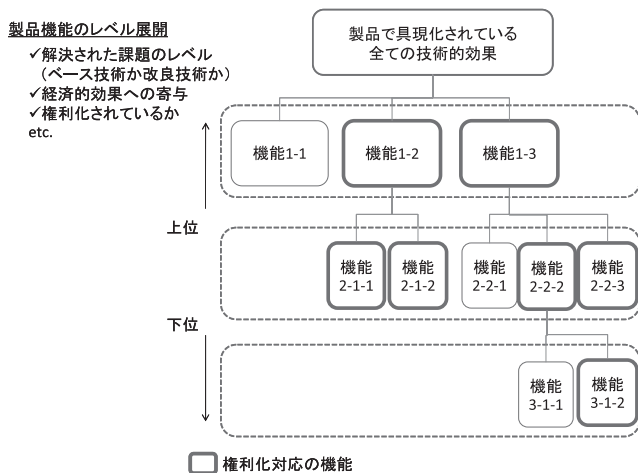 製品機能のレベル展開
✓解決された課題のレベル
（ベース技術か改良技術か）
✓経済的効果への寄与
✓権利化されているか
etc.
製品で具現化されている
全ての技術的効果
機能1-1
機能1-2
機能1-3
上位
機能
2-1-1
機能
2-1-2
機能
2-2-1
機能
2-2-2
機能
2-2-3
下位
機能
3-1-1
機能
3-1-2
権利化対応の機能